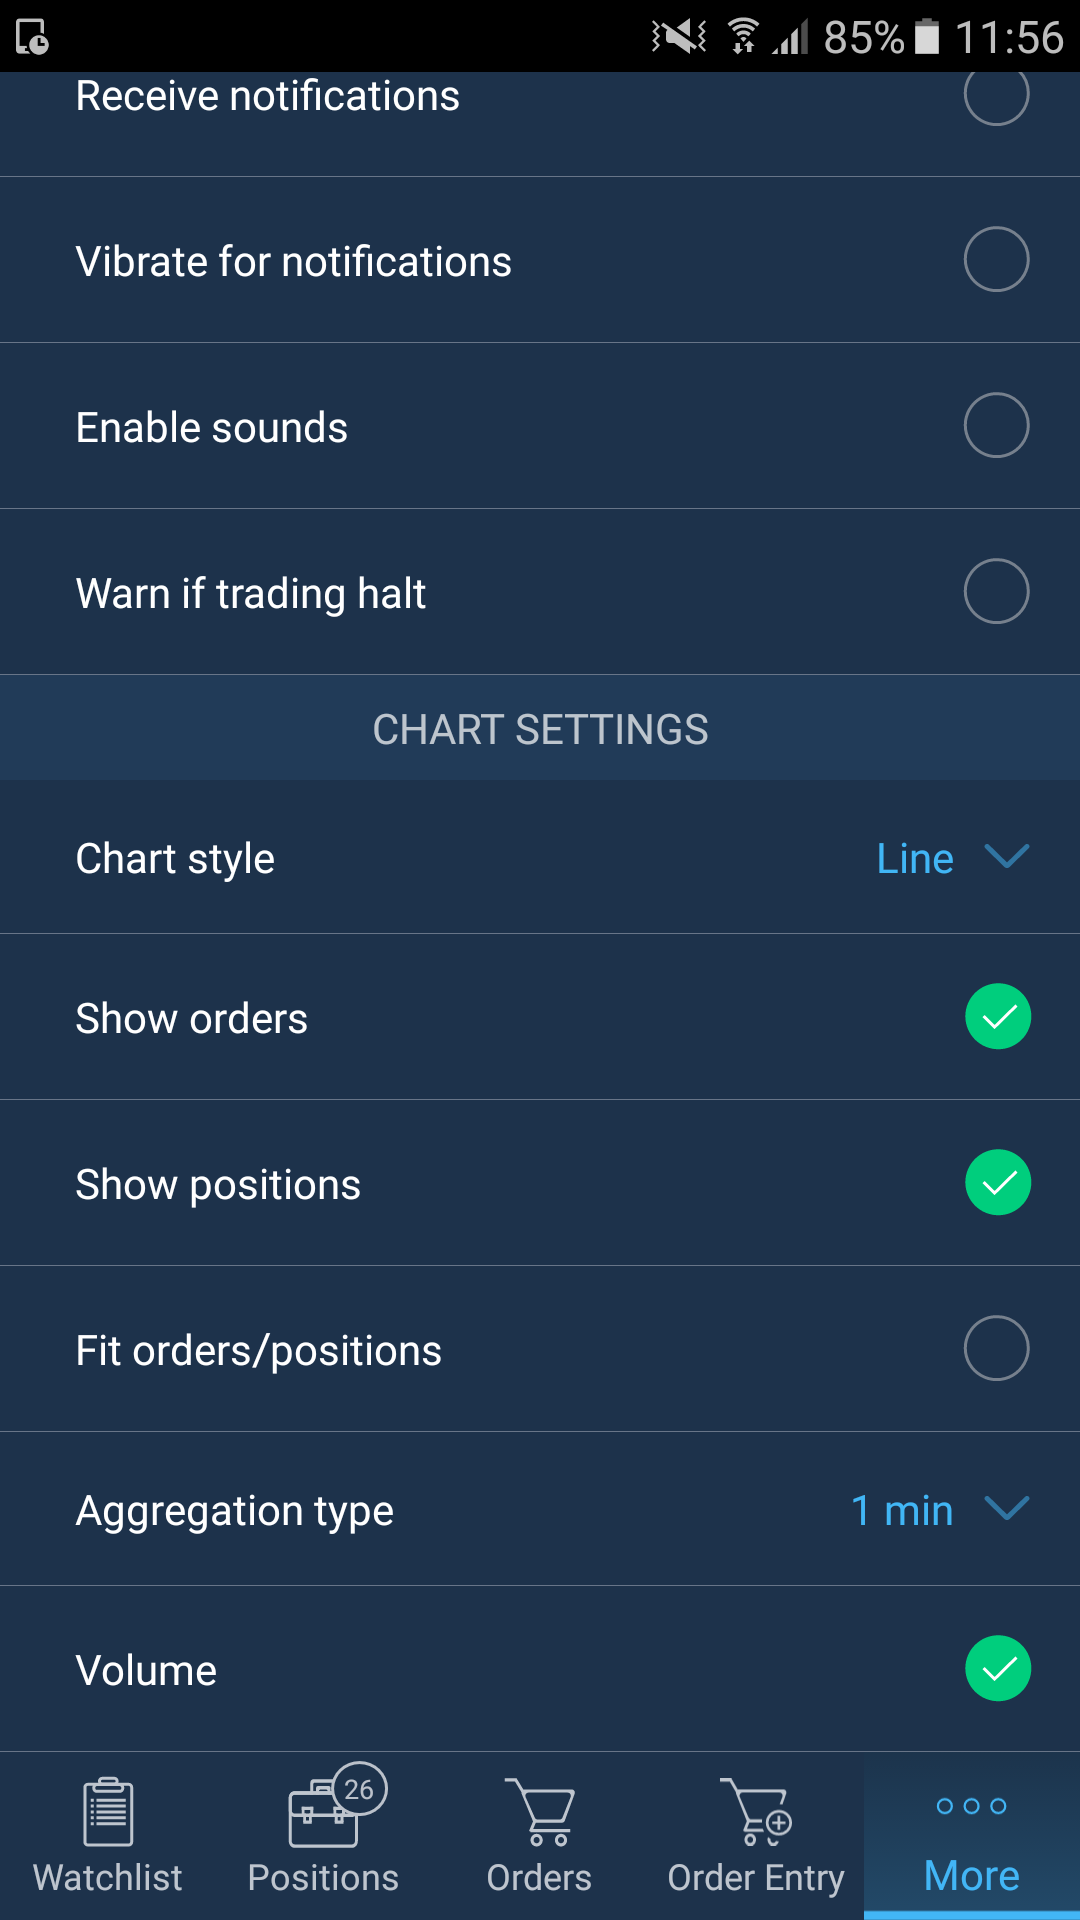 85% 11:56
Receive notifications
Vibrate for notifications
Enable sounds
Warn if trading halt
CHART SETTINGS
Chart style Line
Show orders
Show positions
Fit orders/positions
Aggregation type 1 min
Volume
26
Watchlist Positions Orders Order Entry More